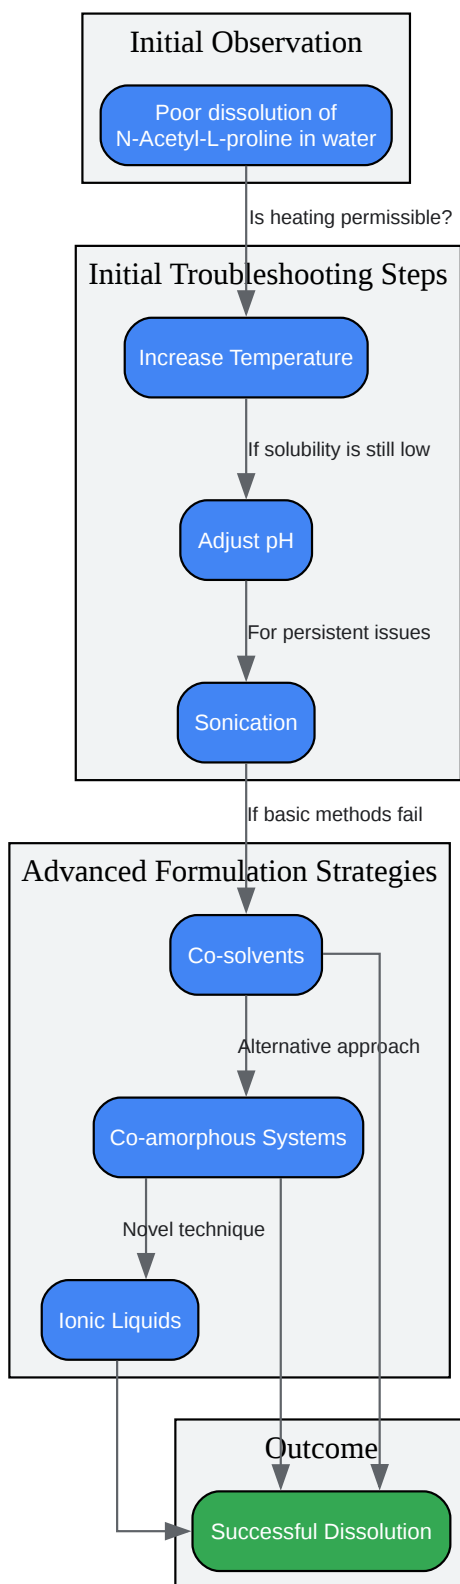 Initial Observation
Poor dissolution of
N-Acetyl-L-proline in water
Is heating permissible?
Initial Troubleshooting Steps
Increase Temperature
If solubility is still low
Adjust pH
For persistent issues
Sonication
If basic methods fail
Advanced Formulation Strategies
Co-solvents
Alternative approach
Co-amorphous Systems
Novel technique
Ionic Liquids
Outcome
Successful Dissolution